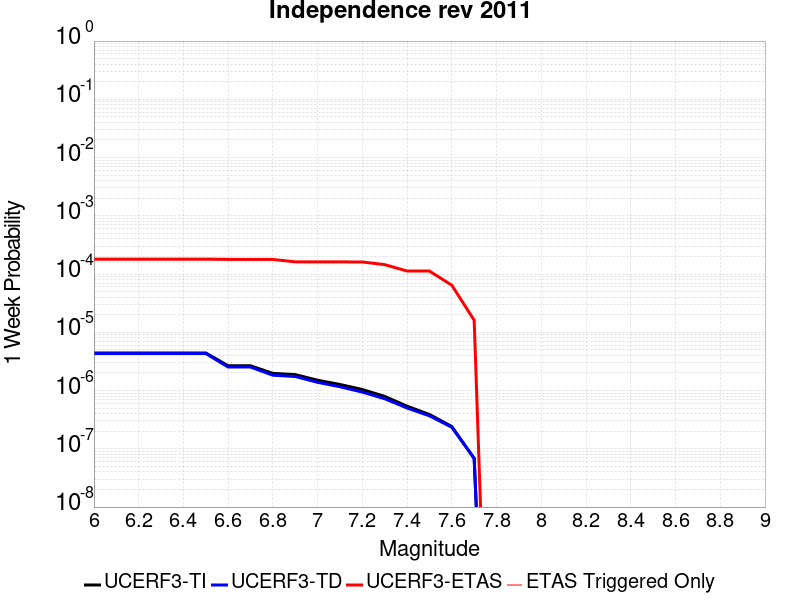 Independence rev 2011
1 Week Probability
10^0
10^-1
10^-2
10^-3
10^-4
10^-5
10^-6
10^-7
10^-8
6 6.2 6.4 6.6 6.8 7 7.2 7.4 7.6 7.8 8 8.2 8.4 8.6 8.8 9
Magnitude
UCERF3-TI UCERF3-TD UCERF3-ETAS ETAS Triggered Only